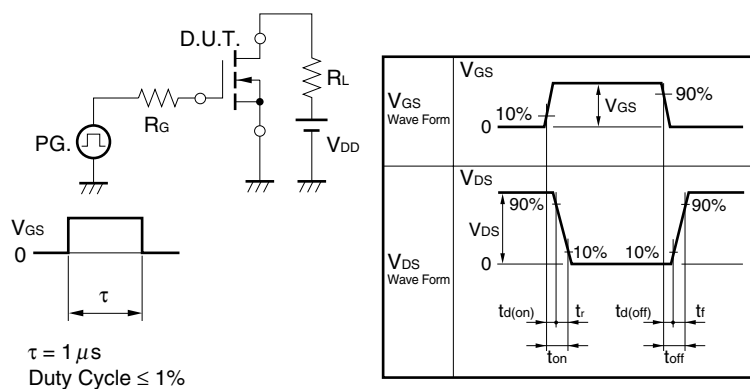 D.U.T.
RG
RL
VDD
PG.
VGS
0
τ
τ = 1 μs
Duty Cycle ≤ 1%
VGS
Wave Form
VGS
0
10%
VGS
90%
VDS
Wave Form
VDS
VDS
0
90%
10%
10%
90%
td(on)
tr
td(off)
tf
ton
toff